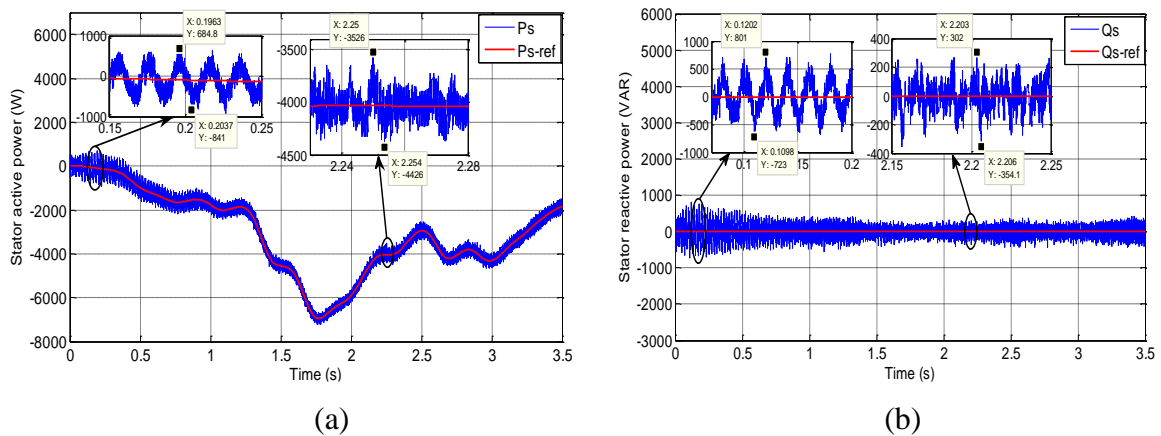 X: 0.1963
Y: 684.8
X: 2.25
Y: -3526
Ps
Ps-ref
8000
6000
4000
2000
0
-2000
-4000
-6000
-8000
Stator active power (W)
1000
0
-1000
0.15
0.2
0.25
-3500
-4000
-4500
2.24
2.26
2.28
X: 0.2037
Y: -841
X: 2.254
Y: -4426
0
0.5
1
1.5
2
2.5
3
3.5
Time (s)
(a)
X: 0.1202
Y: 801
X: 2.203
Y: 302
Qs
Qs-ref
6000
5000
4000
3000
2000
1000
0
-1000
-2000
-3000
Stator reactive power (VAR)
1000
500
0
-500
-1000
0.1
0.15
0.2
400
200
0
-200
-400
2.15
2.2
2.25
X: 0.1098
Y: -723
X: 2.206
Y: -354.1
0
0.5
1
1.5
2
2.5
3
3.5
Time (s)
(b)